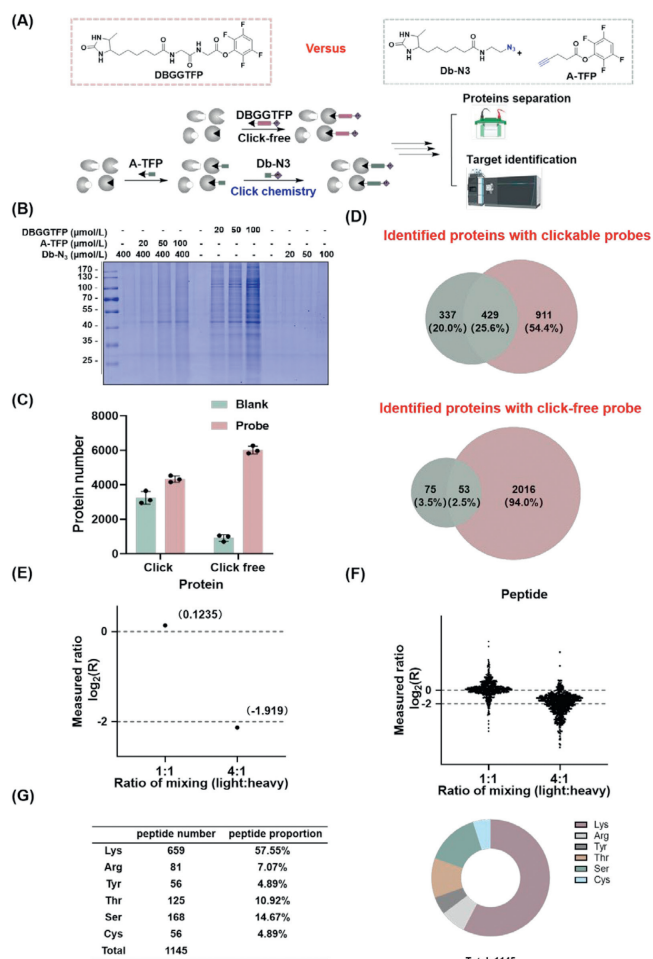 (A)
Versus
DBGGTFP
Db-N3
A-TFP
DBGGTFP
Click-free
A-TFP
Db-N3
Click chemistry
Proteins separation
Target identification
(B)
DBGGTFP (μmol/L) - - - - - 20 50 100 - - - -
A-TFP (μmol/L) - 20 50 100 - - - - - - - -
Db-N3 (μmol/L) 400 400 400 400 - - - - - 20 50 100
170 -
130 -
100 -
70 -
55 -
40 -
35 -
25 -
(C)
Blank
Probe
Protein number
8000
6000
4000
2000
0
Click
Click free
(D)
Identified proteins with clickable probes
337
(20.0%)
429
(25.6%)
911
(54.4%)
Identified proteins with click-free probe
75
(3.5%)
53
(2.5%)
2016
(94.0%)
(E)
Protein
Measured ratio
log2(R)
(0.1235)
(-1.919)
0
-2
1:1
4:1
Ratio of mixing (light:heavy)
(F)
Peptide
Measured ratio
log2(R)
0
-2
1:1
4:1
Ratio of mixing (light:heavy)
(G)
peptide number peptide proportion
Lys 659 57.55%
Arg 81 7.07%
Tyr 56 4.89%
Thr 125 10.92%
Ser 168 14.67%
Cys 56 4.89%
Total 1145
Lys
Arg
Tyr
Thr
Ser
Cys